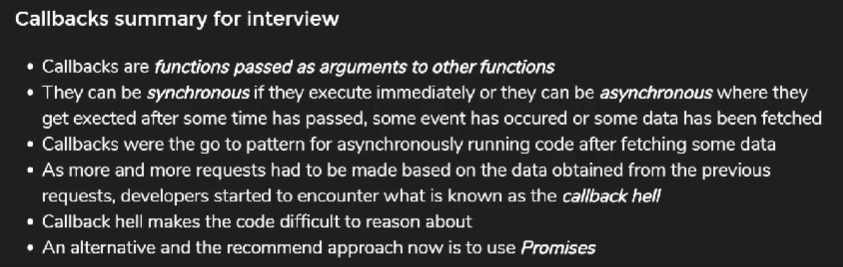 Callbacks summary for interview
• Callbacks are functions passed as arguments to other functions
• They can be synchronous if they execute immediately or they can be asynchronous where they
get exected after some time has passed, some event has occured or some data has been fetched
• Callbacks were the go to pattern for asynchronously running code after fetching some data
• As more and more requests had to be made based on the data obtained from the previous
requests, developers started to encounter what is known as the callback hell
• Callback hell makes the code difficult to reason about
• An alternative and the recommend approach now is to use Promises